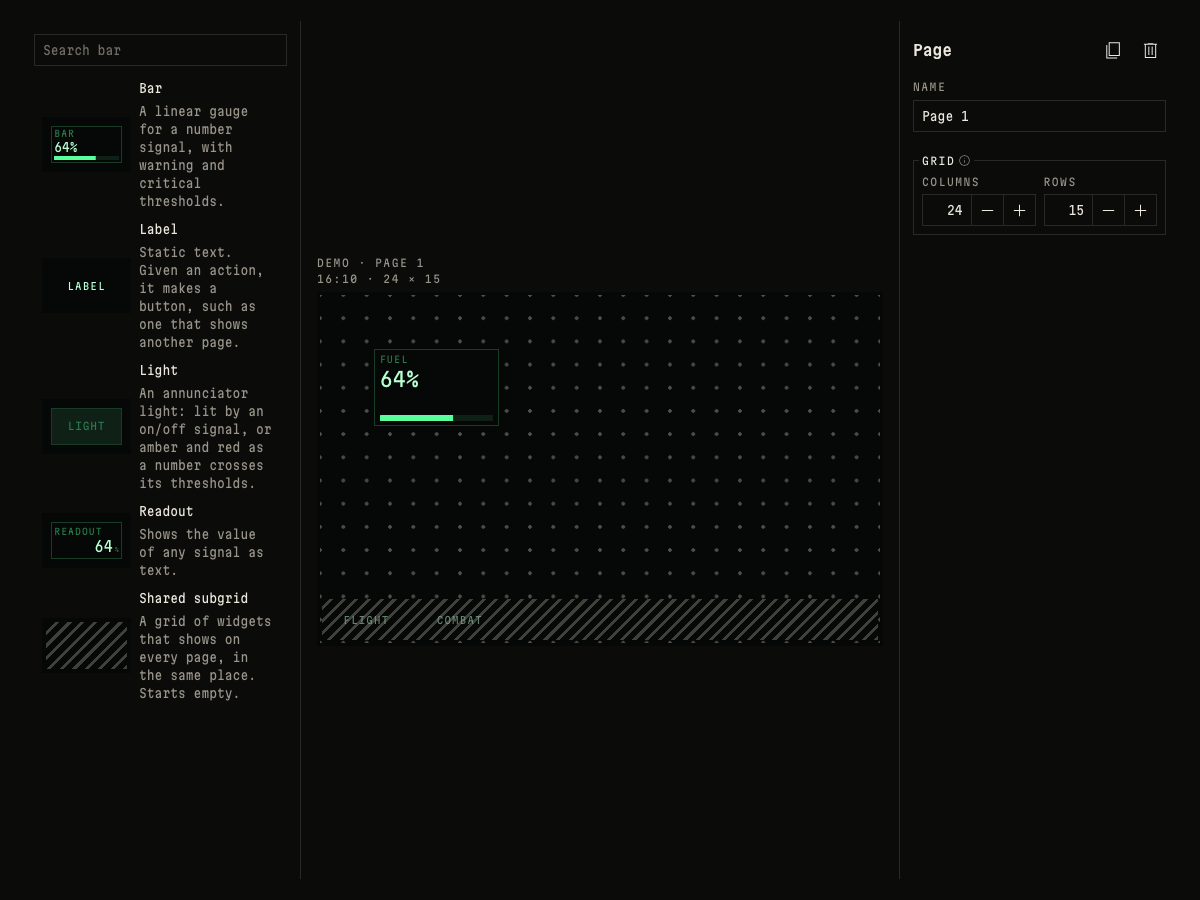 Search bar
Bar
A linear gauge
for a number
signal, with
warning and
critical
thresholds.
BAR
64%
Label
Static text.
Given an action,
it makes a
button, such as
one that shows
another page.
LABEL
Light
An annunciator
light: lit by an
on/off signal, or
amber and red as
a number crosses
its thresholds.
LIGHT
Readout
Shows the value
of any signal as
text.
READOUT
64%
Shared subgrid
A grid of widgets
that shows on
every page, in
the same place.
Starts empty.
DEMO · PAGE 1
16:10 · 24 × 15
FUEL
64%
FLIGHT COMBAT
Page
NAME
Page 1
GRID
COLUMNS ROWS
24 − + 15 − +